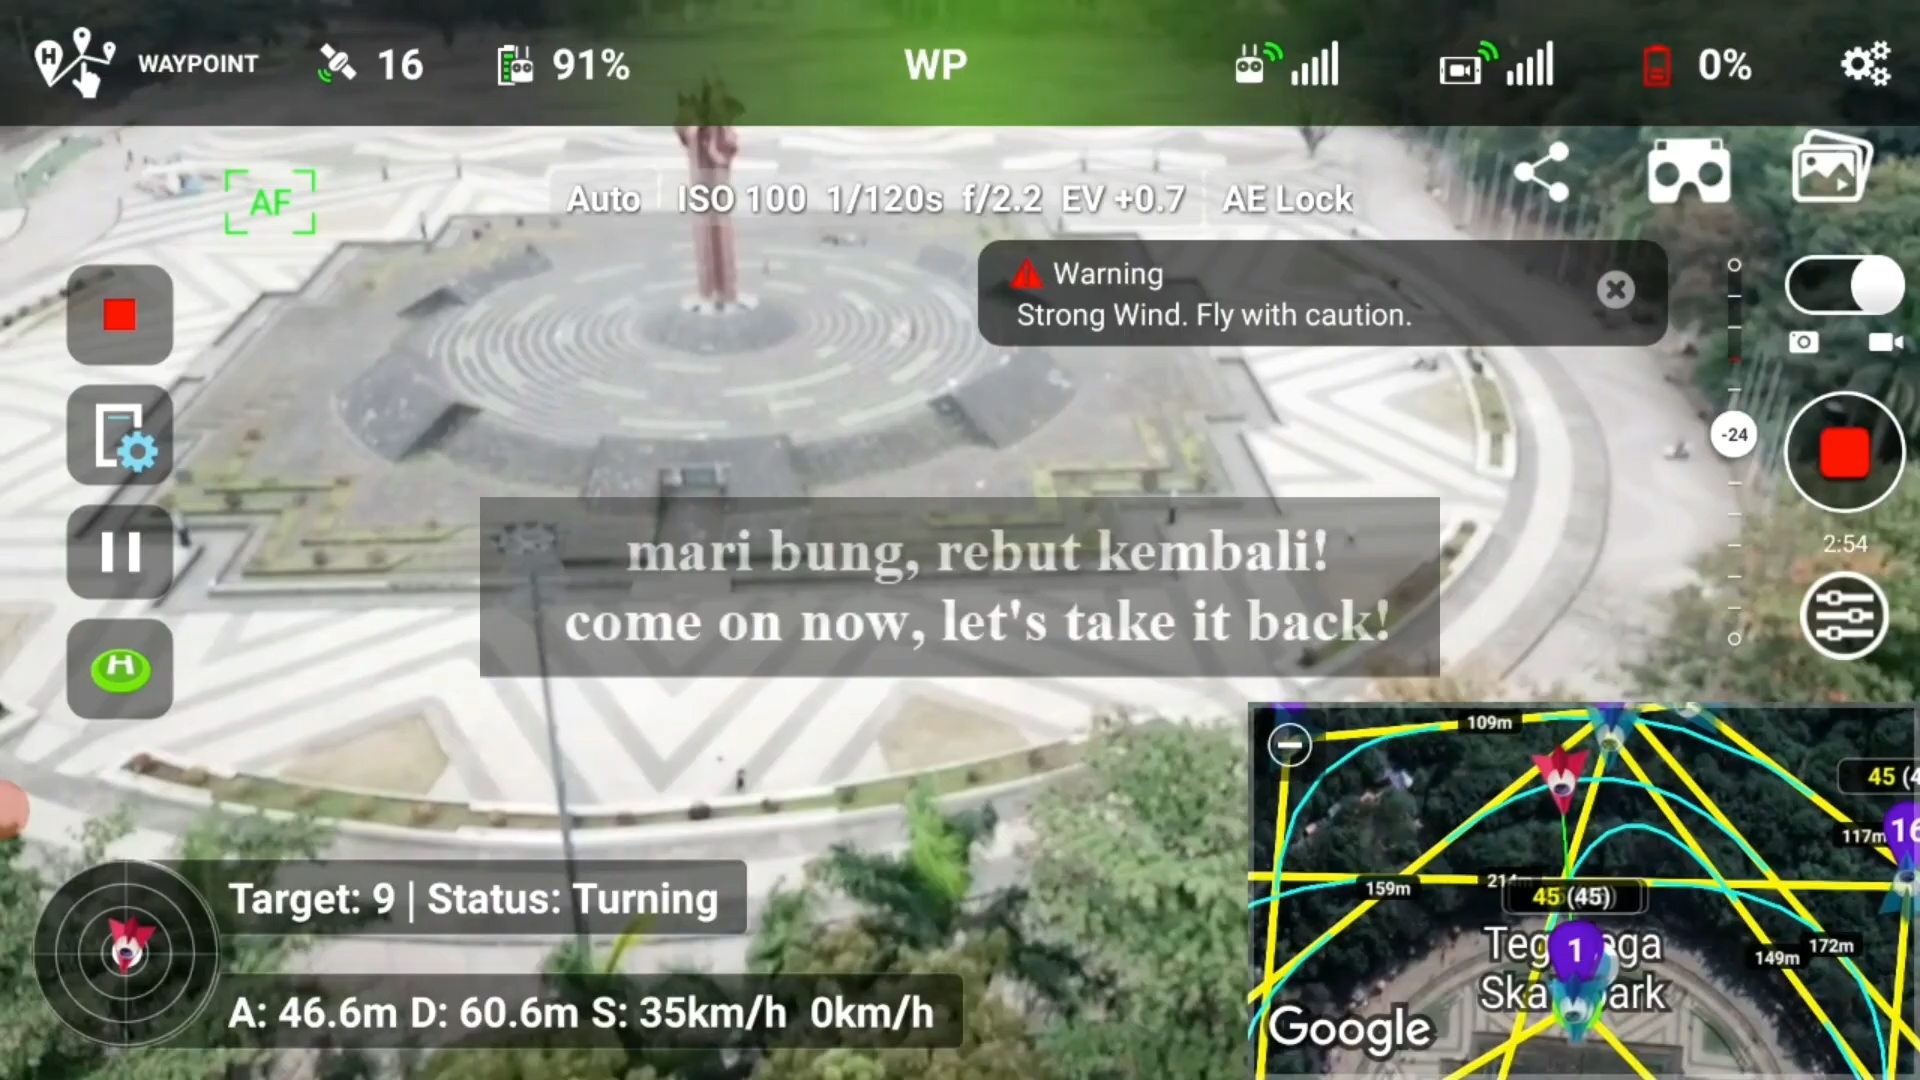 WAYPOINT 16 91% WP 0%
AF
Auto ISO 100 1/120s f/2.2 EV +0.7 AE Lock
Warning
Strong Wind. Fly with caution.
-24
2:54
mari bung, rebut kembali!
come on now, let's take it back!
109m
45
117m 16
159m
45 (45)
1
149m 172m
Google
H
Target: 9 | Status: Turning
A: 46.6m D: 60.6m S: 35km/h 0km/h